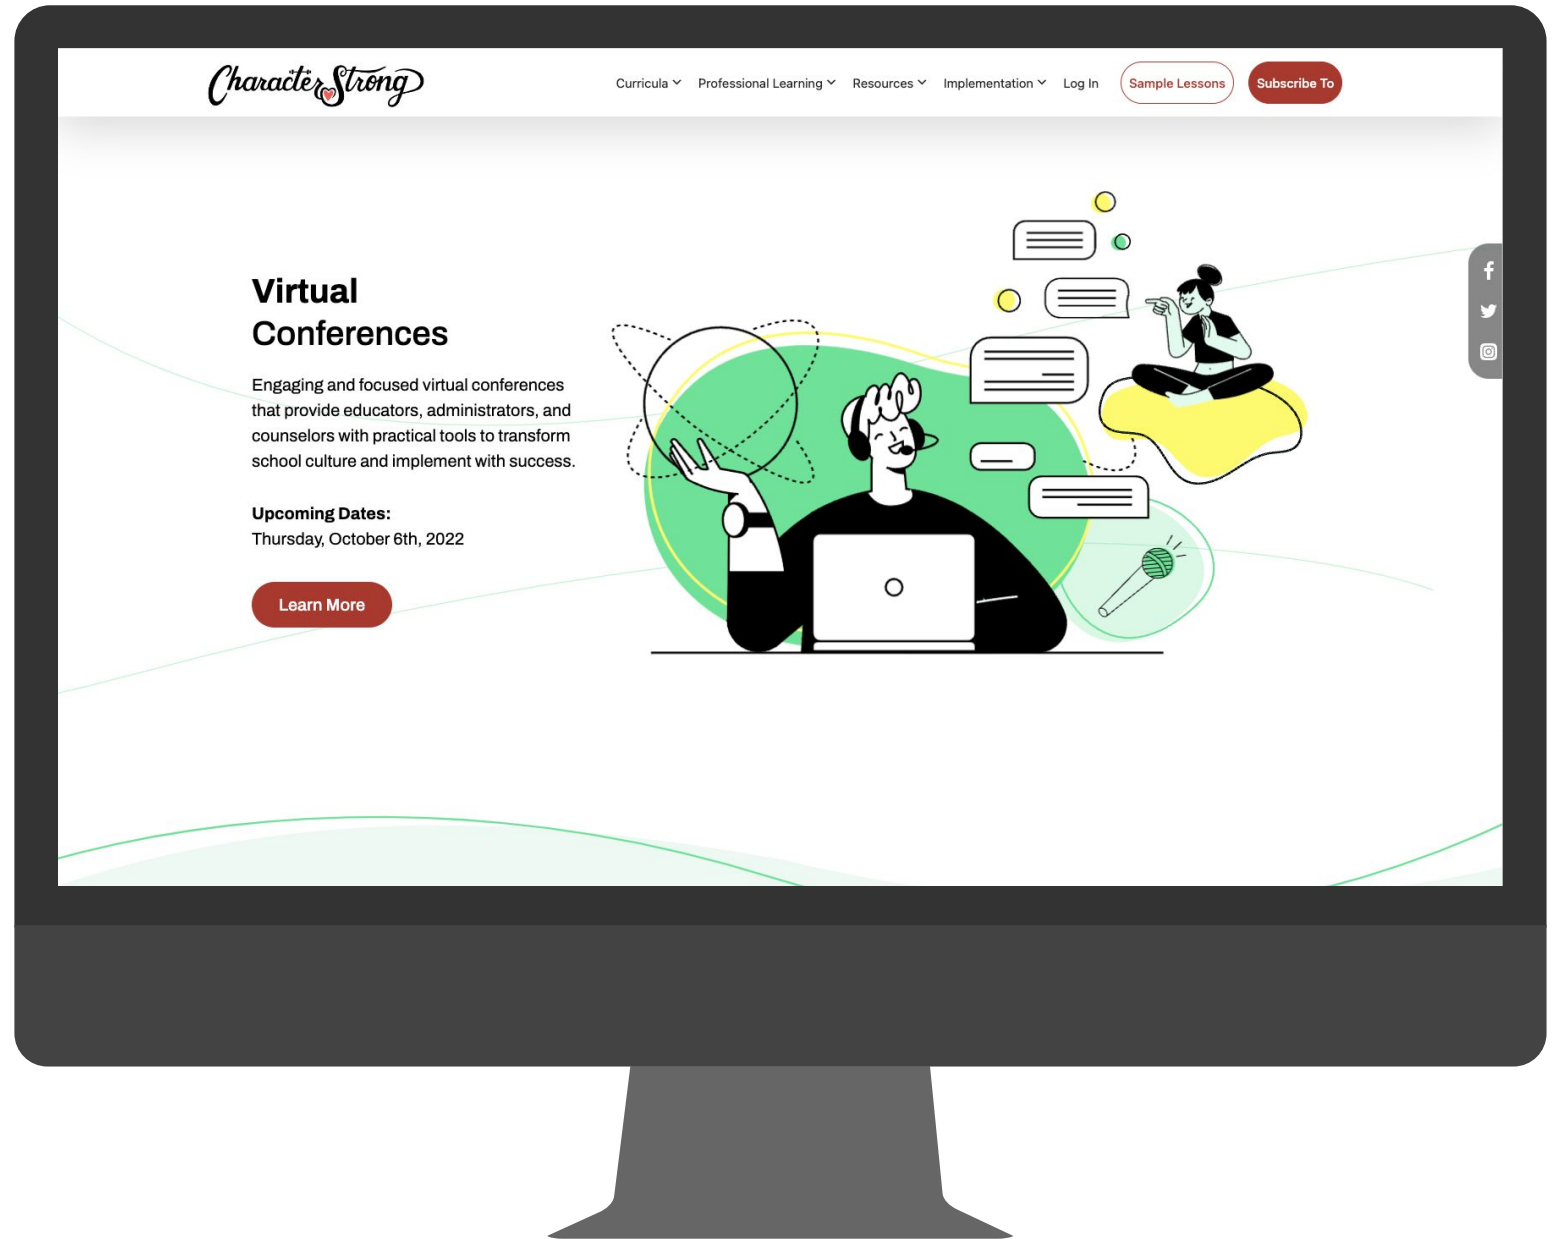 Character Strong
Curricula Professional Learning Resources Implementation Log In Sample Lessons Subscribe To
Virtual
Conferences
Engaging and focused virtual conferences
that provide educators, administrators, and
counselors with practical tools to transform
school culture and implement with success.
Upcoming Dates:
Thursday, October 6th, 2022
Learn More